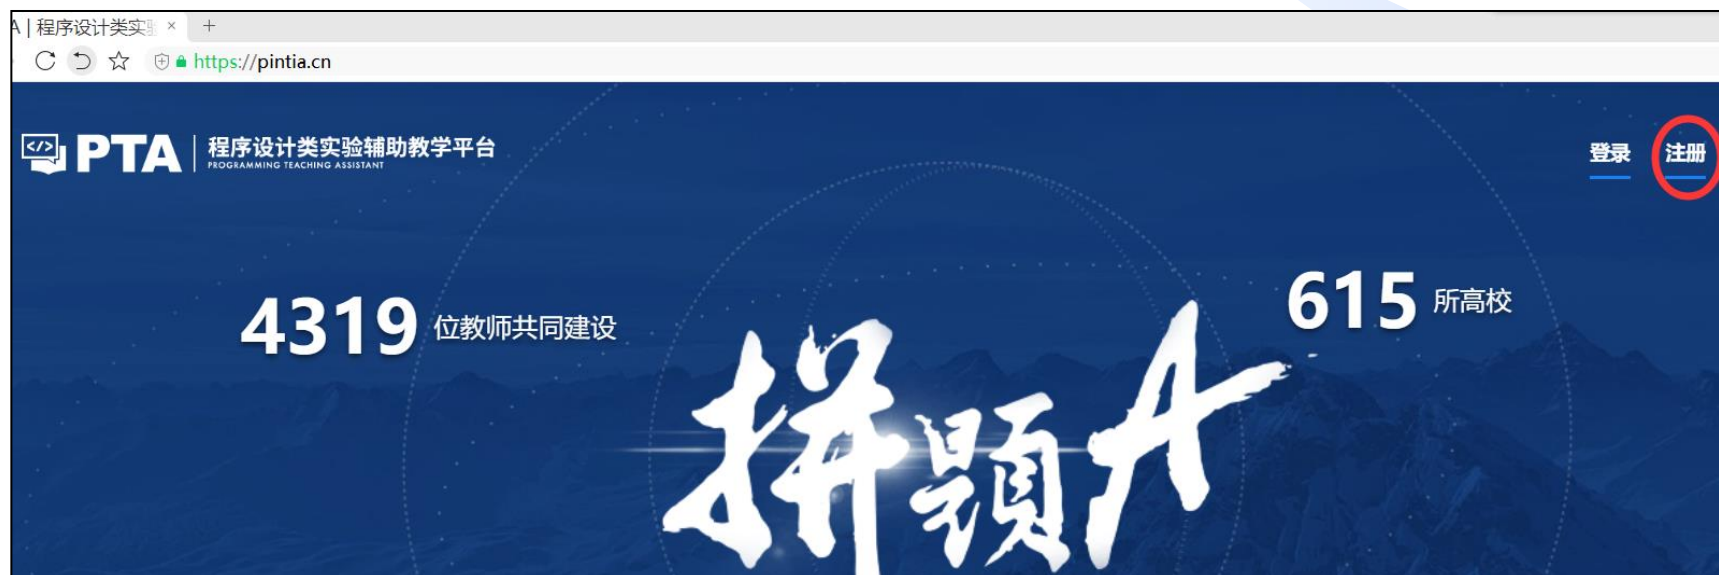 A | 程序设计类实验
https://pintia.cn
PTA
程序设计类实验辅助教学平台
PROGRAMMING TEACHING ASSISTANT
登录 注册
4319 位教师共同建设
615 所高校
拼題A